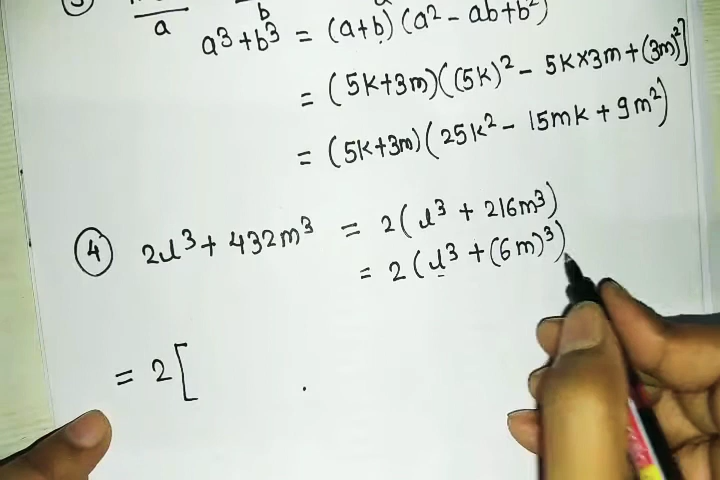 a b
a³+b³ = (a+b)(a²-ab+b²)
= (5k+3m)((5k)² - 5k×3m+(3m)²]
= (5k+3m)(25k²-15mk+9m²)
④ 2l³+432m³ = 2(l³+216m³)
= 2(l³+(6m)³)
= 2[